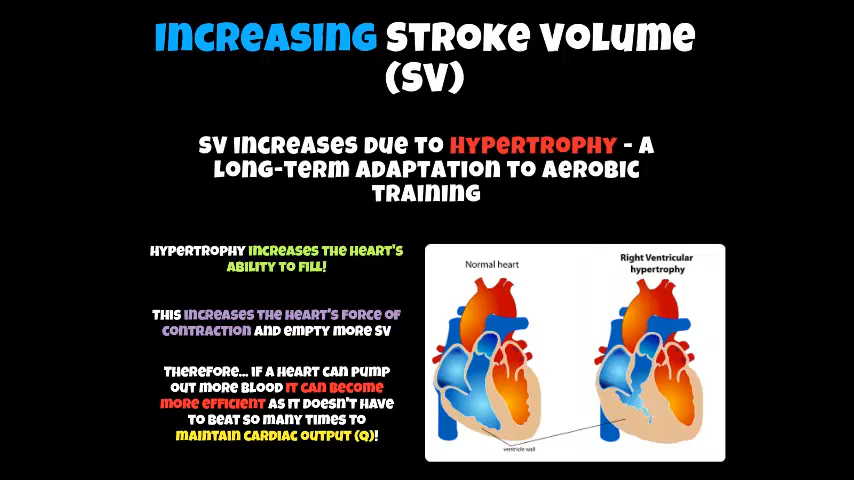 INCREASING STROKE VOLUME
(SV)
SV INCREASES DUE TO HYPERTROPHY - A
LONG-TERM ADAPTATION TO AEROBIC
TRAINING
HYPERTROPHY INCREASES THE HEART'S
ABILITY TO FILL!
THIS INCREASES THE HEART'S FORCE OF
CONTRACTION AND EMPTY MORE SV
THEREFORE... IF A HEART CAN PUMP
OUT MORE BLOOD IT CAN BECOME
MORE EFFICIENT AS IT DOESN'T HAVE
TO BEAT SO MANY TIMES TO
MAINTAIN CARDIAC OUTPUT (Q)!
Normal heart
Right Ventricular
hypertrophy
ventricle wall